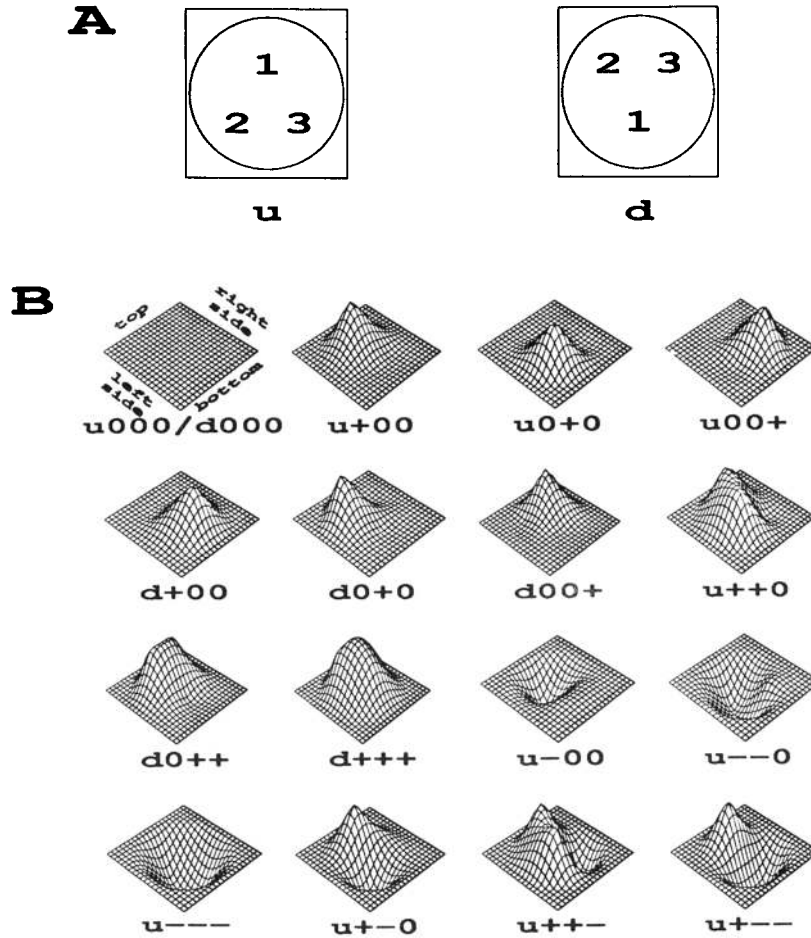 A
1
2 3
2 3
1
u
d
B
top
right side
left side
bottom
u000/d000
u+00
u0+0
u00+
d+00
d0+0
d00+
u++0
d0++
d+++
u-00
u--0
u---
u+-0
u++-
u+--